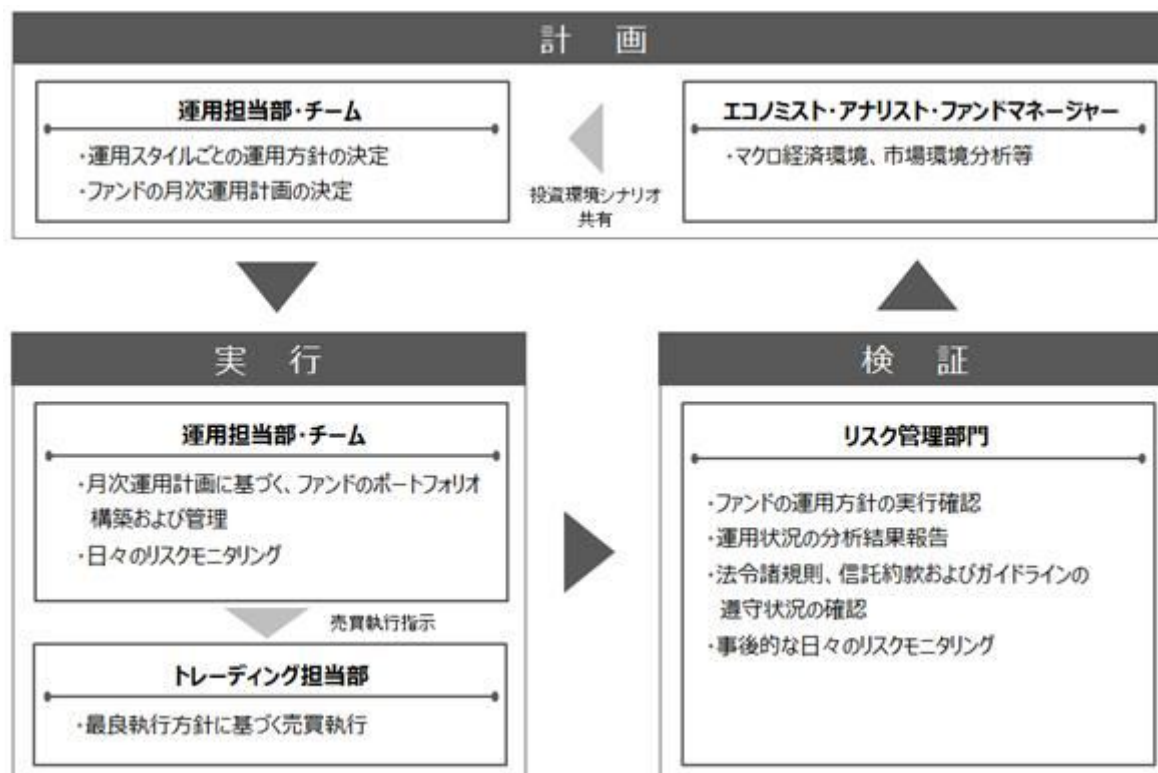 計　画
運用担当部・チーム
・運用スタイルごとの運用方針の決定
・ファンドの月次運用計画の決定
投資環境シナリオ
共有
エコノミスト・アナリスト・ファンドマネージャー
・マクロ経済環境、市場環境分析等
実　行
運用担当部・チーム
・月次運用計画に基づく、ファンドのポートフォリオ
構築および管理
・日々のリスクモニタリング
売買執行指示
トレーディング担当部
・最良執行方針に基づく売買執行
検　証
リスク管理部門
・ファンドの運用方針の実行確認
・運用状況の分析結果報告
・法令諸規則、信託約款およびガイドラインの
遵守状況の確認
・事後的な日々のリスクモニタリング